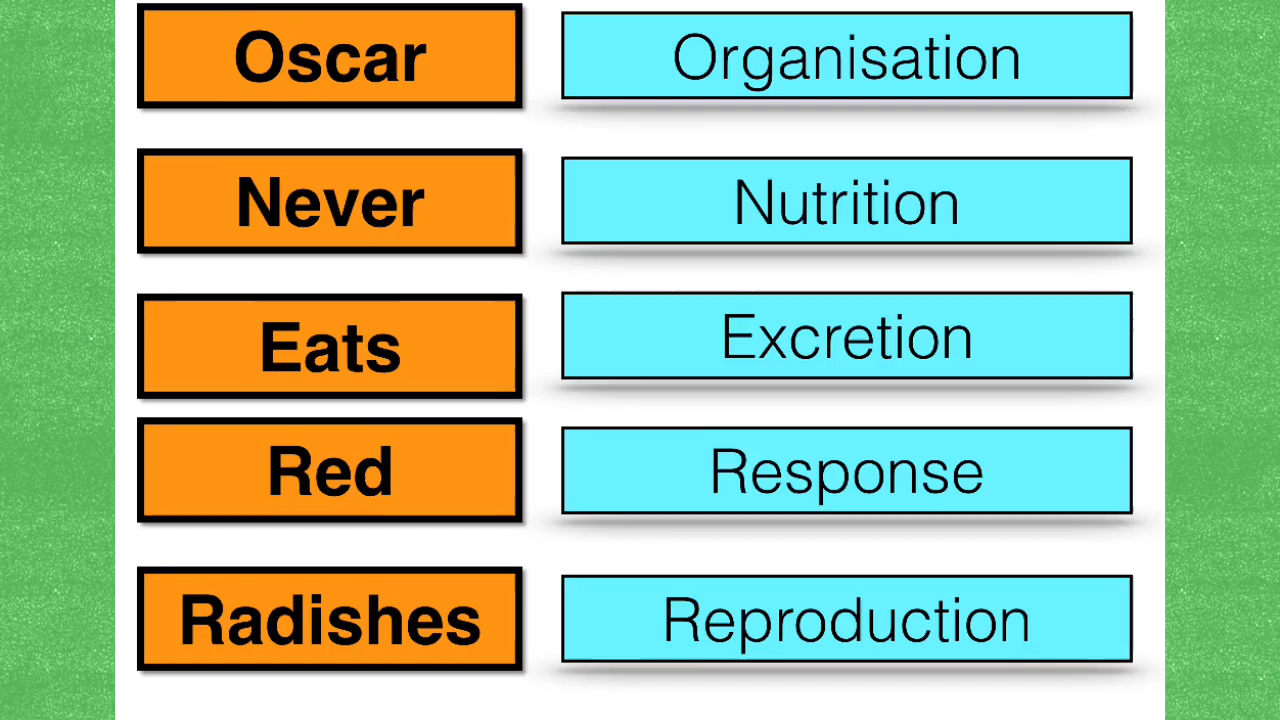 Oscar Organisation
Never Nutrition
Eats Excretion
Red Response
Radishes Reproduction